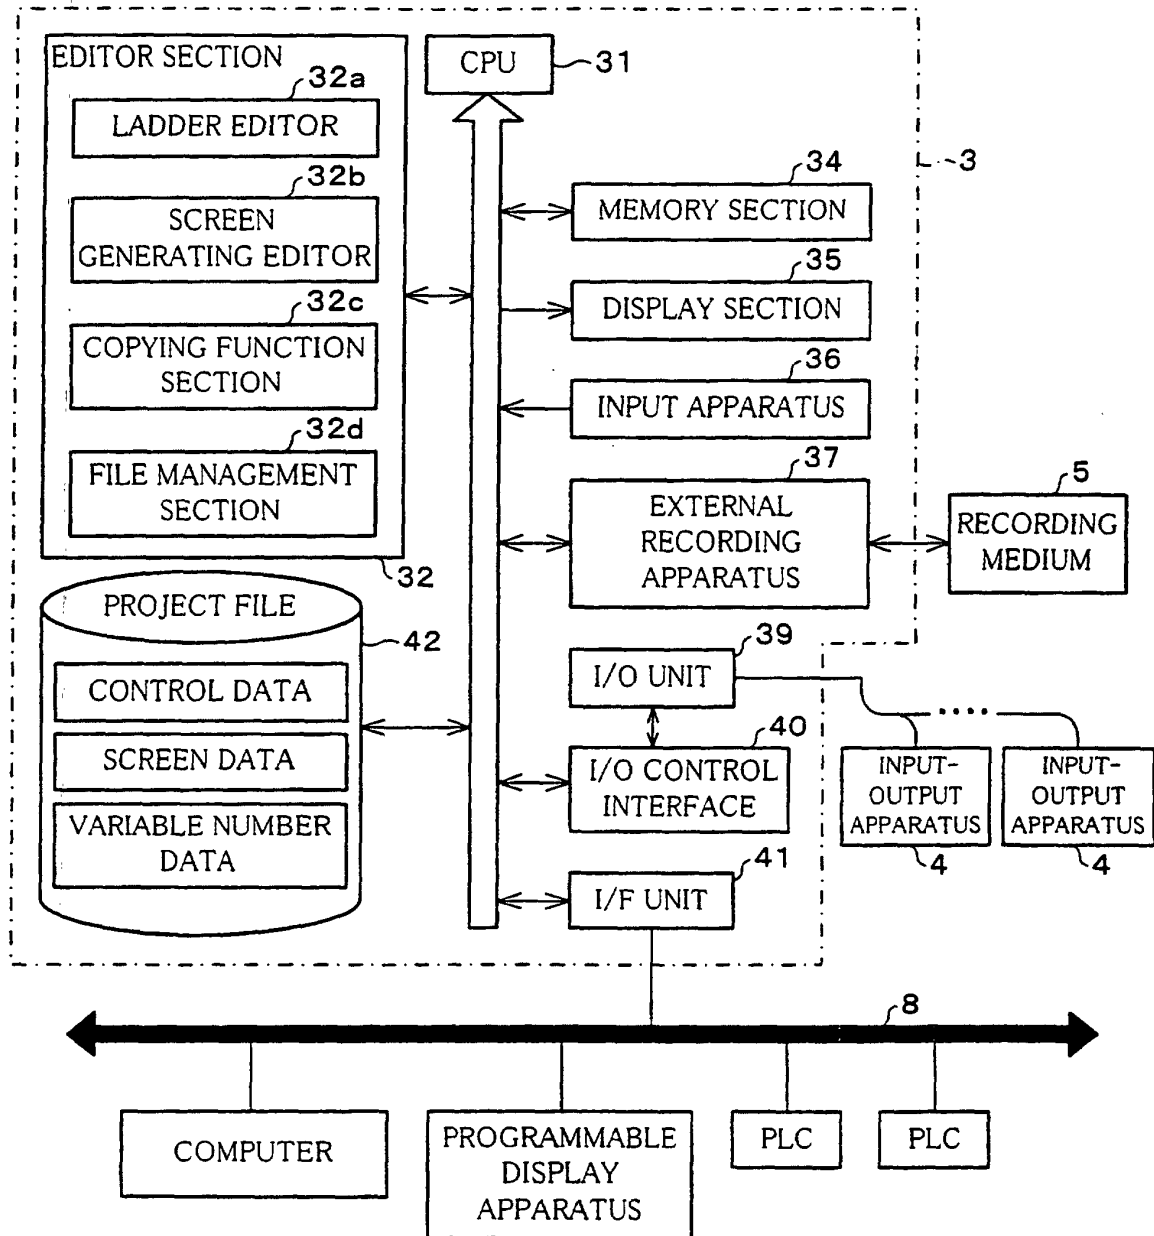 EDITOR SECTION
32a
LADDER EDITOR
32b
SCREEN
GENERATING EDITOR
32c
COPYING FUNCTION
SECTION
32d
FILE MANAGEMENT
SECTION
32
PROJECT FILE
42
CONTROL DATA
SCREEN DATA
VARIABLE NUMBER
DATA
CPU
31
3
34
MEMORY SECTION
35
DISPLAY SECTION
36
INPUT APPARATUS
37
EXTERNAL
RECORDING
APPARATUS
5
RECORDING
MEDIUM
39
I/O UNIT
40
I/O CONTROL
INTERFACE
INPUT-
OUTPUT
APPARATUS
4
INPUT-
OUTPUT
APPARATUS
4
41
I/F UNIT
8
COMPUTER
PROGRAMMABLE
DISPLAY
APPARATUS
PLC
PLC